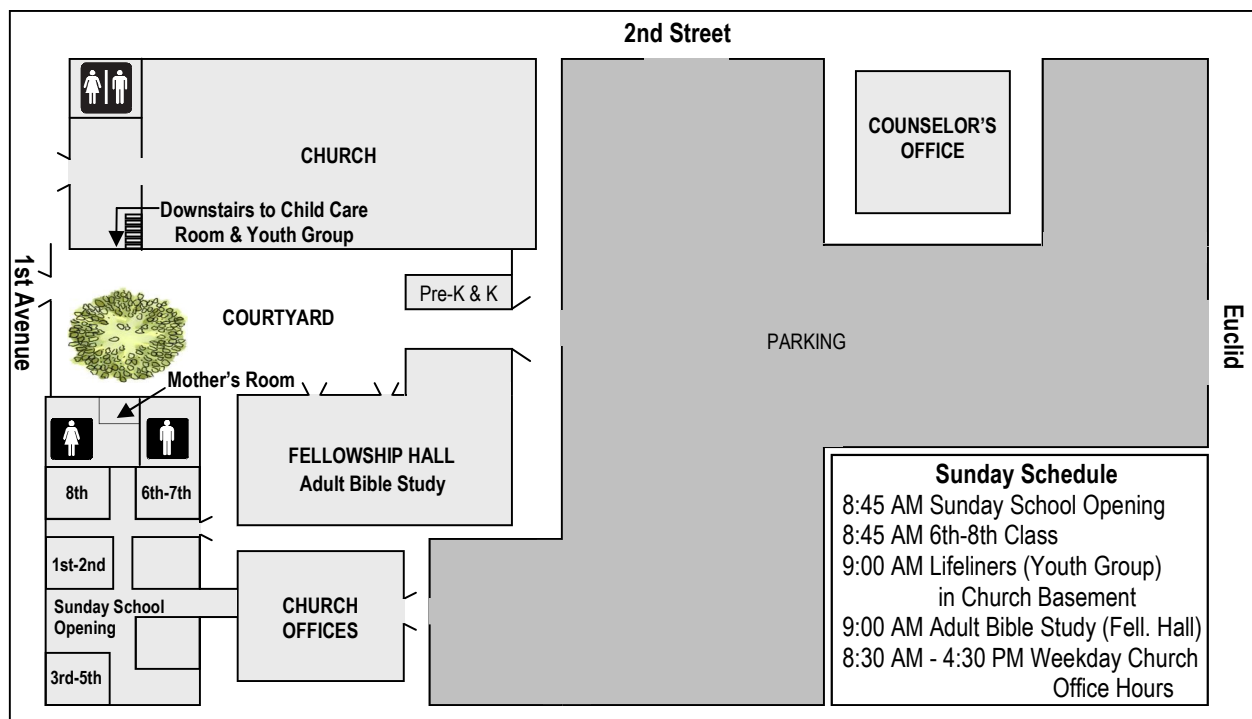 2nd Street
COUNSELOR'S
OFFICE
CHURCH
Downstairs to Child Care
Room & Youth Group
1st Avenue
Pre-K & K
COURTYARD
PARKING
Euclid
Mother's Room
FELLOWSHIP HALL
Adult Bible Study
8th
6th-7th
1st-2nd
Sunday School
Opening
3rd-5th
CHURCH
OFFICES
Sunday Schedule
8:45 AM Sunday School Opening
8:45 AM 6th-8th Class
9:00 AM Lifeliners (Youth Group)
in Church Basement
9:00 AM Adult Bible Study (Fell. Hall)
8:30 AM - 4:30 PM Weekday Church
Office Hours